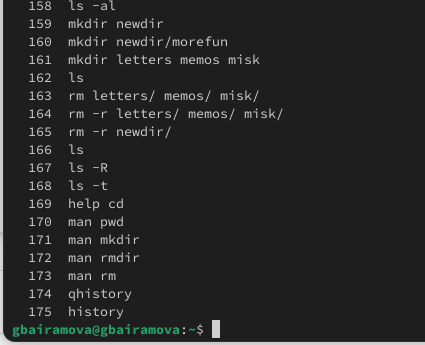 158 ls -al
159 mkdir newdir
160 mkdir newdir/morefun
161 mkdir letters memos misk
162 ls
163 rm letters/ memos/ misk/
164 rm -r letters/ memos/ misk/
165 rm -r newdir/
166 ls
167 ls -R
168 ls -t
169 help cd
170 man pwd
171 man mkdir
172 man rmdir
173 man rm
174 qhistory
175 history
gbairamova@gbairamova:~$